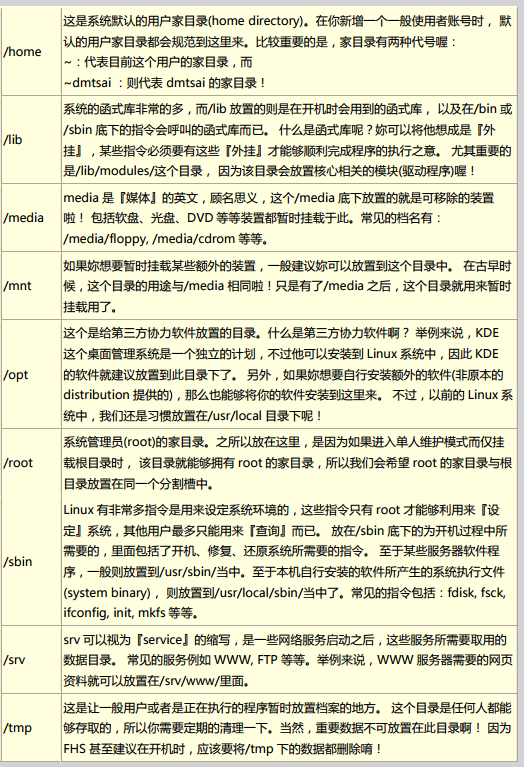 /home
这是系统默认的用户家目录(home directory)。在你新增一个一般使用者账号时， 默
认的用户家目录都会规范到这里来。比较重要的是，家目录有两种代号喔：
~：代表目前这个用户的家目录，而
~dmtsai ：则代表 dmtsai 的家目录！
/lib
系统的函式库非常的多，而/lib 放置的则是在开机时会用到的函式库， 以及在/bin 或
/sbin 底下的指令会呼叫的函式库而已。 什么是函式库呢？妳可以将他想成是『外
挂』，某些指令必须要有这些『外挂』才能够顺利完成程序的执行之意。 尤其重要的
是/lib/modules/这个目录， 因为该目录会放置核心相关的模块(驱动程序)喔！
/media
media 是『媒体』的英文，顾名思义，这个/media 底下放置的就是可移除的装置
啦！ 包括软盘、光盘、DVD 等等装置都暂时挂载于此。常见的档名有：
/media/floppy, /media/cdrom 等等。
/mnt
如果妳想要暂时挂载某些额外的装置，一般建议妳可以放置到这个目录中。 在古早时
候，这个目录的用途与/media 相同啦！只是有了/media 之后，这个目录就用来暂时
挂载用了。
/opt
这个是给第三方协力软件放置的目录。什么是第三方协力软件啊？ 举例来说，KDE
这个桌面管理系统是一个独立的计划，不过他可以安装到 Linux 系统中，因此 KDE
的软件就建议放置到此目录下了。 另外，如果妳想要自行安装额外的软件(非原本的
distribution 提供的)，那么也能够将你的软件安装到这里来。 不过，以前的 Linux 系
统中，我们还是习惯放置在/usr/local 目录下呢！
/root
系统管理员(root)的家目录。之所以放在这里，是因为如果进入单人维护模式而仅挂
载根目录时， 该目录就能够拥有 root 的家目录，所以我们会希望 root 的家目录与根
目录放置在同一个分割槽中。
/sbin
Linux 有非常多指令是用来设定系统环境的，这些指令只有 root 才能够利用来『设
定』系统，其他用户最多只能用来『查询』而已。 放在/sbin 底下的为开机过程中所
需要的，里面包括了开机、修复、还原系统所需要的指令。 至于某些服务器软件程
序，一般则放置到/usr/sbin/当中。至于本机自行安装的软件所产生的系统执行文件
(system binary)， 则放置到/usr/local/sbin/当中了。常见的指令包括：fdisk, fsck,
ifconfig, init, mkfs 等等。
/srv
srv 可以视为『service』的缩写，是一些网络服务启动之后，这些服务所需要取用的
数据目录。 常见的服务例如 WWW, FTP 等等。举例来说，WWW 服务器需要的网页
资料就可以放置在/srv/www/里面。
/tmp
这是让一般用户或者是正在执行的程序暂时放置档案的地方。 这个目录是任何人都能
够存取的，所以你需要定期的清理一下。当然，重要数据不可放置在此目录啊！ 因为
FHS 甚至建议在开机时，应该要将/tmp 下的数据都删除唷！